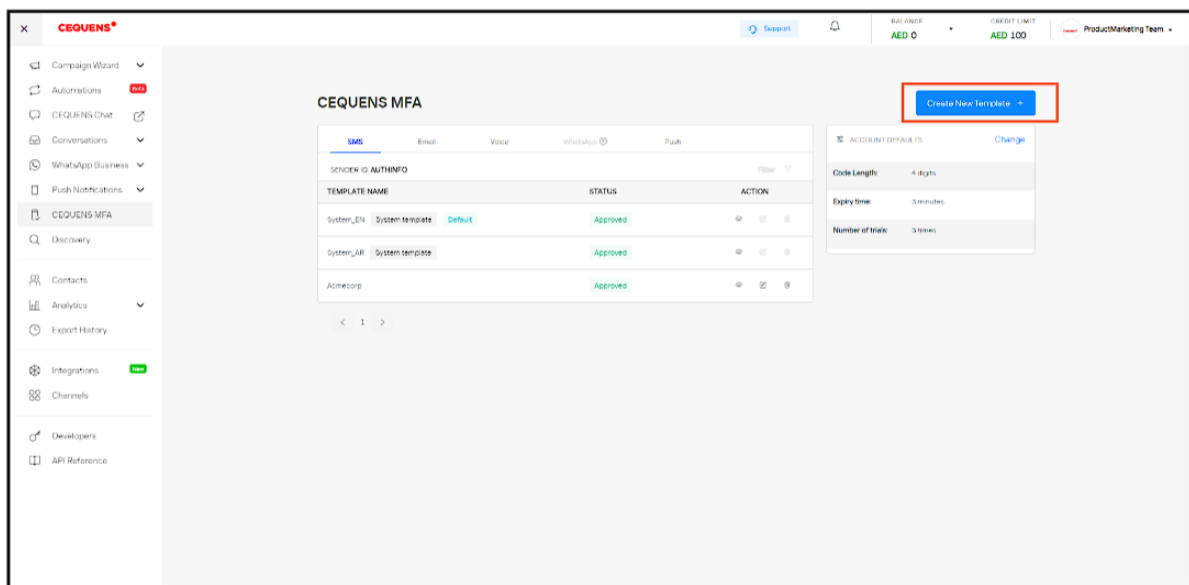 CEQUENS
Support
BALANCE
AED 0
CREDIT LIMIT
AED 100
ProductMarketing Team
Campaign Wizard
Automations Beta
CEQUENS Chat
Conversations
WhatsApp Business
Push Notifications
CEQUENS MFA
Discovery
Contacts
Analytics
Export History
Integrations New
Channels
Developers
API Reference
CEQUENS MFA
Create New Template +
SMS Email Voice WhatsApp Push
SENDER ID AUTHINFO Filter
TEMPLATE NAME STATUS ACTION
System_EN System template Default Approved
System_AR System template Approved
Acmecorp Approved
< 1 >
ACCOUNT DEFAULTS Change
Code Length: 4 digits
Expiry time: 3 minutes
Number of trials: 3 times